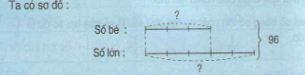 Ta có sơ đồ :
?
Số bé :
96
Số lớn :
?